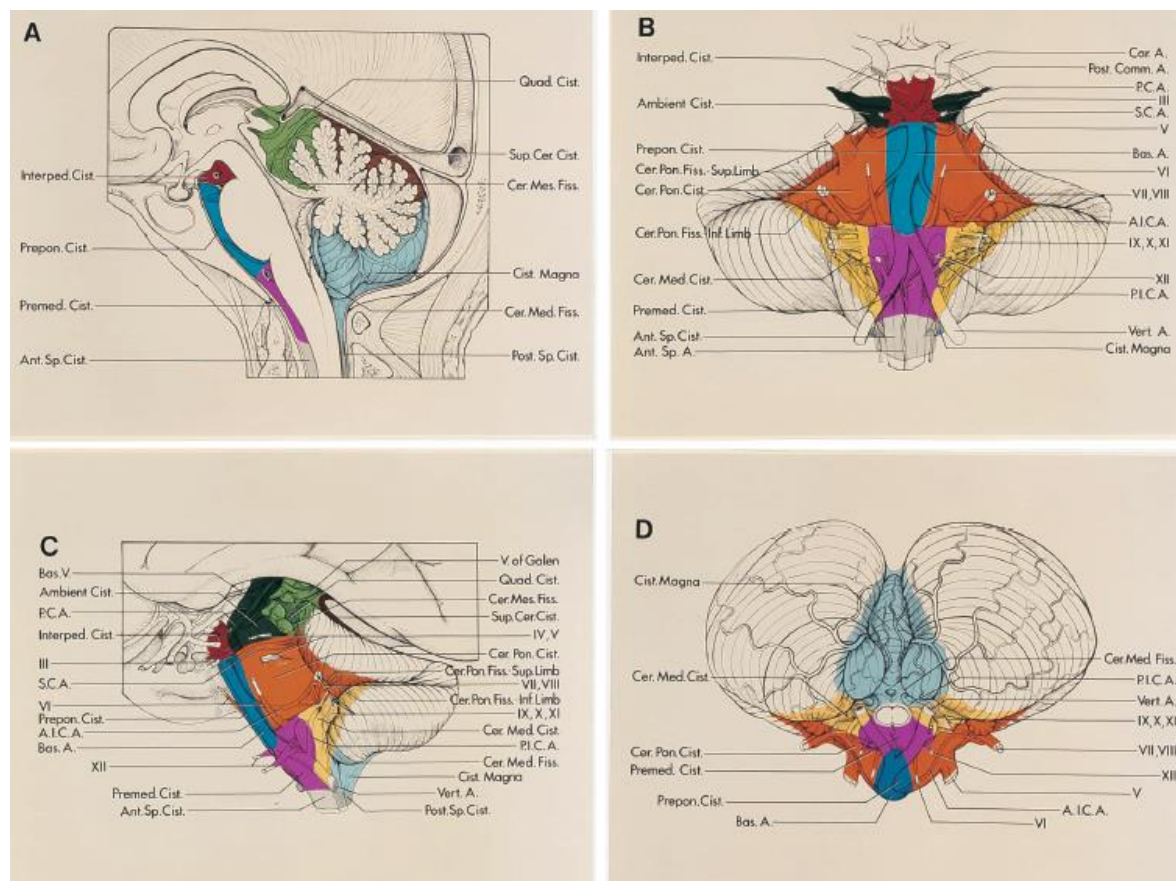 A
Quad. Cist.
Sup. Cer. Cist.
Interped. Cist.
Cer. Mes. Fiss.
Prepon. Cist.
Cist. Magna
Premed. Cist.
Cer. Med. Fiss.
Ant. Sp. Cist.
Post. Sp. Cist.
B
Interped. Cist.
Car. A.
Post. Comm. A.
P.C.A.
Ambient Cist.
III
S.C.A.
V
Prepon. Cist.
Bas. A.
Cer. Pon. Fiss. Sup. Limb
VI
Cer. Pon. Cist.
VII, VIII
A.I.C.A.
Cer. Pon. Fiss. Inf. Limb
IX, X, XI
Cer. Med. Cist.
XII
P.I.C.A.
Premed. Cist.
Ant. Sp. Cist.
Vert. A.
Ant. Sp. A.
Cist. Magna
C
V. of Galen
Bas. V.
Quad. Cist.
Ambient Cist.
Cer. Mes. Fiss.
P.C.A.
Sup. Cer. Cist.
Interped. Cist.
IV, V
Cer. Pon. Cist.
III
Cer. Pon. Fiss. Sup. Limb
S.C.A.
VII, VIII
VI
Cer. Pon. Fiss. Inf. Limb
Prepon. Cist.
IX, X, XI
A.I.C.A.
Cer. Med. Cist.
Bas. A.
P.I.C.A.
Cer. Med. Fiss.
XII
Cist. Magna
Premed. Cist.
Vert. A.
Ant. Sp. Cist.
Post. Sp. Cist.
D
Cist. Magna
Cer. Med. Fiss.
Cer. Med. Cist.
P.I.C.A.
Vert. A.
IX, X, XI
Cer. Pon. Cist.
VII, VIII
Premed. Cist.
XII
Prepon. Cist.
V
A.I.C.A.
Bas. A.
VI